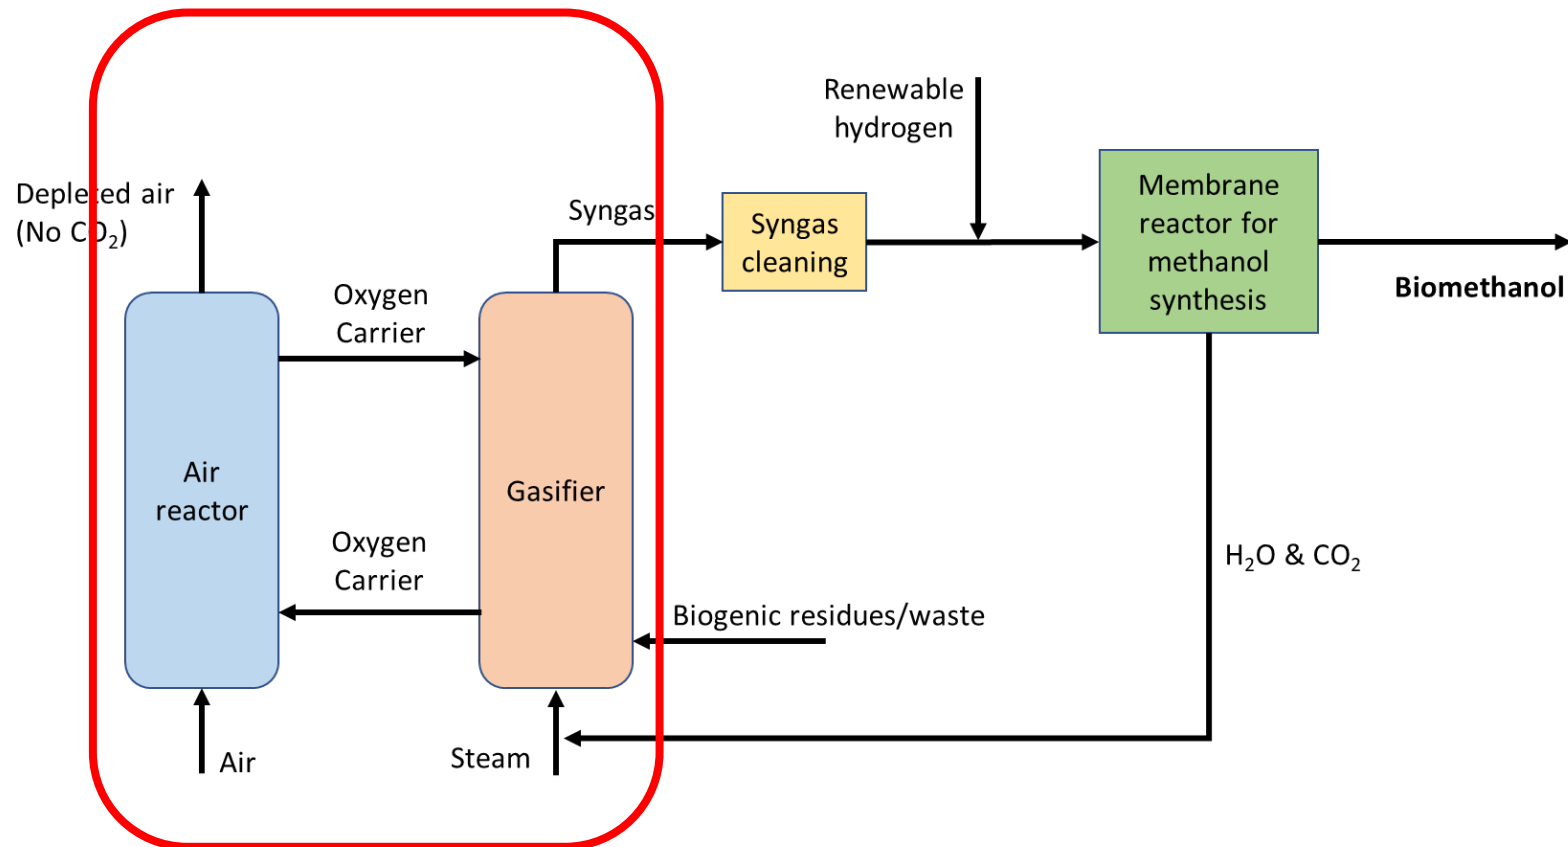 Renewable
hydrogen
Depleted air
(No CO₂)
Syngas
Syngas
cleaning
Membrane
reactor for
methanol
synthesis
Biomethanol
Oxygen
Carrier
Air
reactor
Gasifier
Oxygen
Carrier
H₂O & CO₂
Biogenic residues/waste
Air
Steam